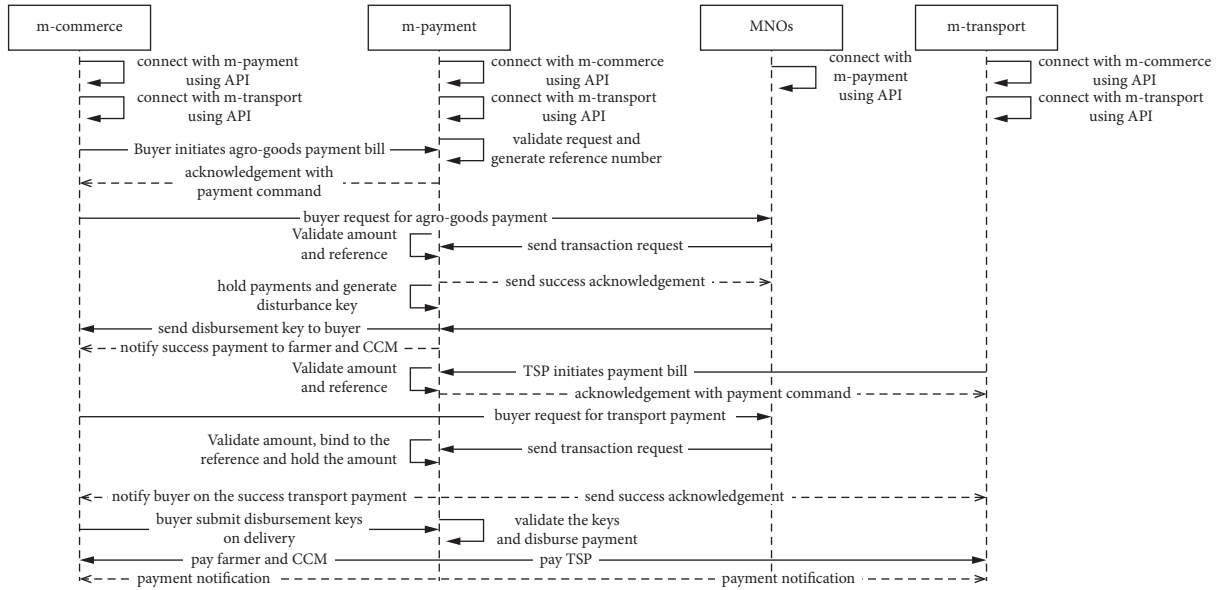 m-commerce
m-payment
MNOs
m-transport
connect with m-payment
using API
connect with m-commerce
using API
connect with
m-payment
using API
connect with m-commerce
using API
connect with m-transport
using API
connect with m-transport
using API
connect with m-transport
using API
Buyer initiates agro-goods payment bill
validate request and
generate reference number
acknowledgement with
payment command
buyer request for agro-goods payment
Validate amount
and reference
send transaction request
send success acknowledgement
hold payments and generate
disturbance key
send disbursement key to buyer
notify success payment to farmer and CCM
Validate amount
and reference
TSP initiates payment bill
acknowledgement with payment command
buyer request for transport payment
Validate amount, bind to the
reference and hold the amount
send transaction request
notify buyer on the success transport payment
send success acknowledgement
buyer submit disbursement keys
on delivery
validate the keys
and disburse payment
pay farmer and CCM
pay TSP
payment notification
payment notification